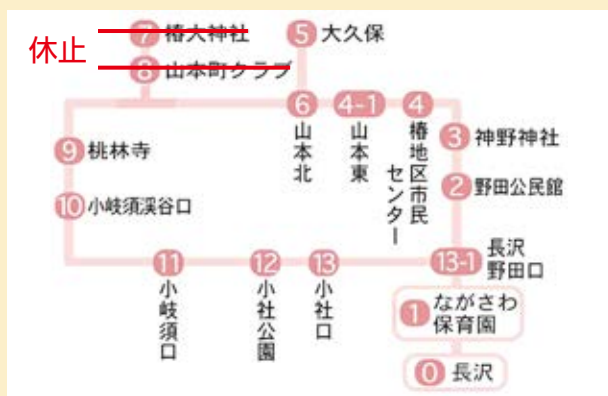 休止
7 椿大神社
8 山本町クラブ
5 大久保
6 山本北
4-1 山本東
4 椿地区市民
センター
3 神野神社
2 野田公民館
9 桃林寺
10 小岐須渓谷口
11 小岐須口
12 小社公園
13 小社口
13-1 長沢
野田口
1 ながさわ
保育園
0 長沢